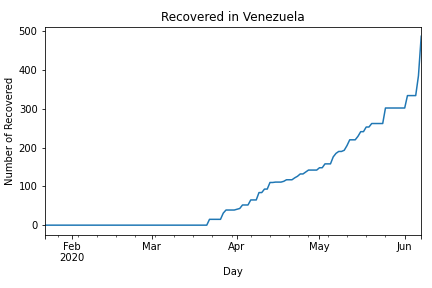 Recovered in Venezuela
Number of Recovered
500
400
300
200
100
0
Feb
2020
Mar
Apr
May
Jun
Day